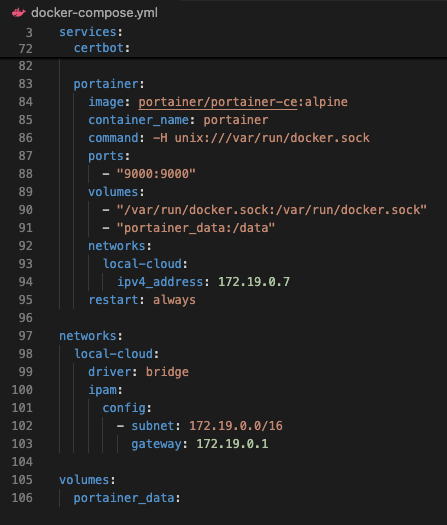 docker-compose.yml
3 services:
72 certbot:
82
83 portainer:
84 image: portainer/portainer-ce:alpine
85 container_name: portainer
86 command: -H unix:///var/run/docker.sock
87 ports:
88 - "9000:9000"
89 volumes:
90 - "/var/run/docker.sock:/var/run/docker.sock"
91 - "portainer_data:/data"
92 networks:
93 local-cloud:
94 ipv4_address: 172.19.0.7
95 restart: always
96
97 networks:
98 local-cloud:
99 driver: bridge
100 ipam:
101 config:
102 - subnet: 172.19.0.0/16
103 gateway: 172.19.0.1
104
105 volumes:
106 portainer_data: